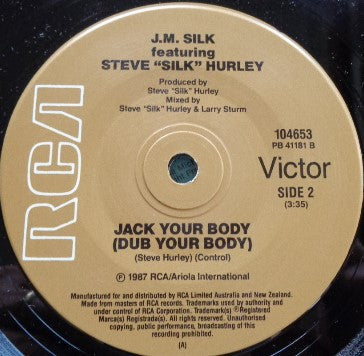 J.M. SILK
featuring
STEVE "SILK" HURLEY
Produced by
Steve "Silk" Hurley
Mixed by
Steve "Silk" Hurley & Larry Sturm
RCA
104653
PB 41181 B
Victor
SIDE 2
(3:35)
JACK YOUR BODY
(DUB YOUR BODY)
(Steve Hurley) (Control)
Ⓟ 1987 RCA/Ariola International
Manufactured for and distributed by RCA Limited Australia and New Zealand.
Made from masters of RCA records. Trademarks used by authority and
under control of RCA Corporation. Trademark(s) ®Registered
Marca(s) Registrada(s). All rights reserved. Unauthorised
copying, public performance, broadcasting of this
recording prohibited.
(A)